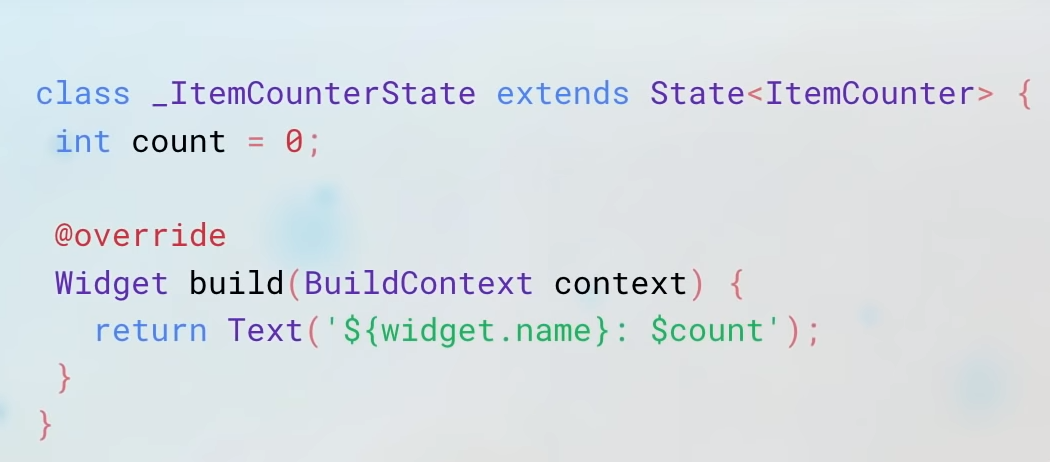 class _ItemCounterState extends State<ItemCounter> {
 int count = 0;

 @override
 Widget build(BuildContext context) {
   return Text('${widget.name}: $count');
 }
}